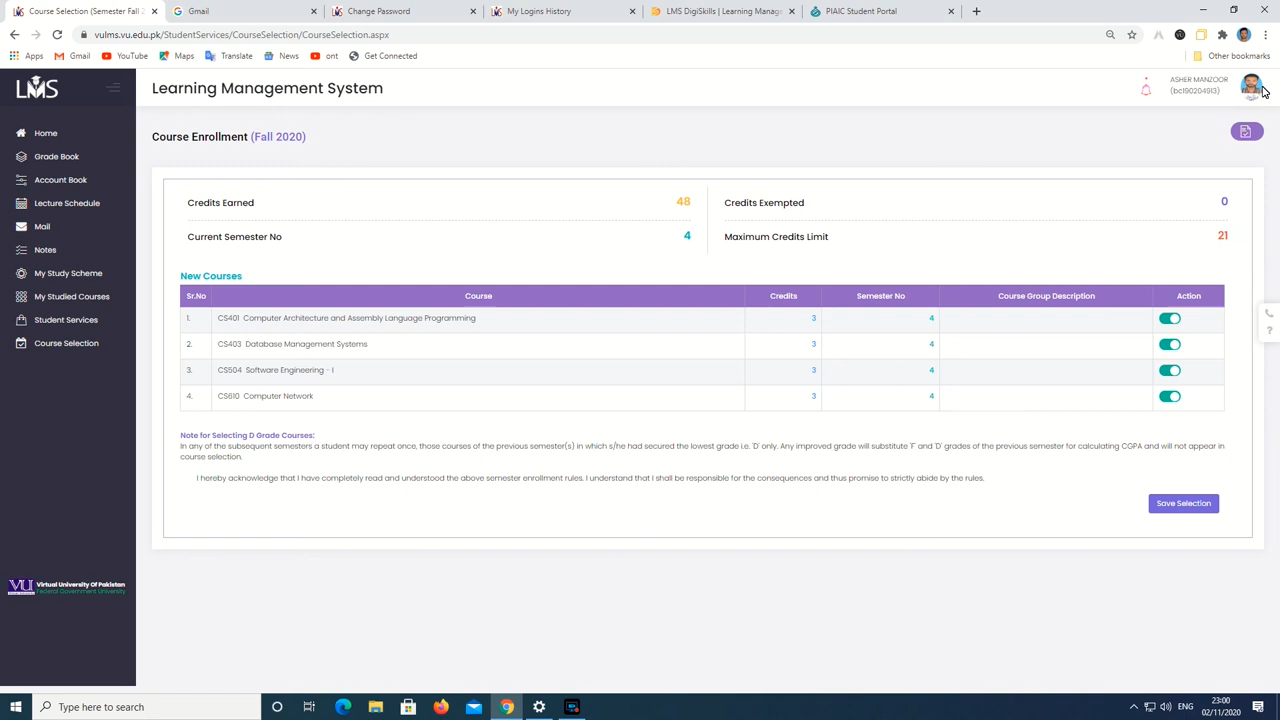 Course Selection (Semester Fall 2
Gmail
Change Password
My Logins History
LMS DigiSkills | Learning Manage
PIAIC Student Portal
vulms.vu.edu.pk/StudentServices/CourseSelection/CourseSelection.aspx
Apps
Gmail
YouTube
Maps
Translate
News
ont
Get Connected
Other bookmarks
LMS
Learning Management System
ASHER MANZOOR
(bc190204913)
Home
Grade Book
Account Book
Lecture Schedule
Mail
Notes
My Study Scheme
My Studied Courses
Student Services
Course Selection
Course Enrollment (Fall 2020)
Credits Earned 48
Credits Exempted 0
Current Semester No 4
Maximum Credits Limit 21
New Courses
Sr.No Course Credits Semester No Course Group Description Action
1. CS401 Computer Architecture and Assembly Language Programming 3 4
2. CS403 Database Management Systems 3 4
3. CS504 Software Engineering - I 3 4
4. CS610 Computer Network 3 4
Note for Selecting D Grade Courses:
In any of the subsequent semesters a student may repeat once, those courses of the previous semester(s) in which s/he had secured the lowest grade i.e. 'D' only. Any improved grade will substitute 'F' and 'D' grades of the previous semester for calculating CGPA and will not appear in
course selection.
I hereby acknowledge that I have completely read and understood the above semester enrollment rules. I understand that I shall be responsible for the consequences and thus promise to strictly abide by the rules.
Save Selection
VU Virtual University Of Pakistan
Federal Government University
Type here to search
ENG
23:00
02/11/2020